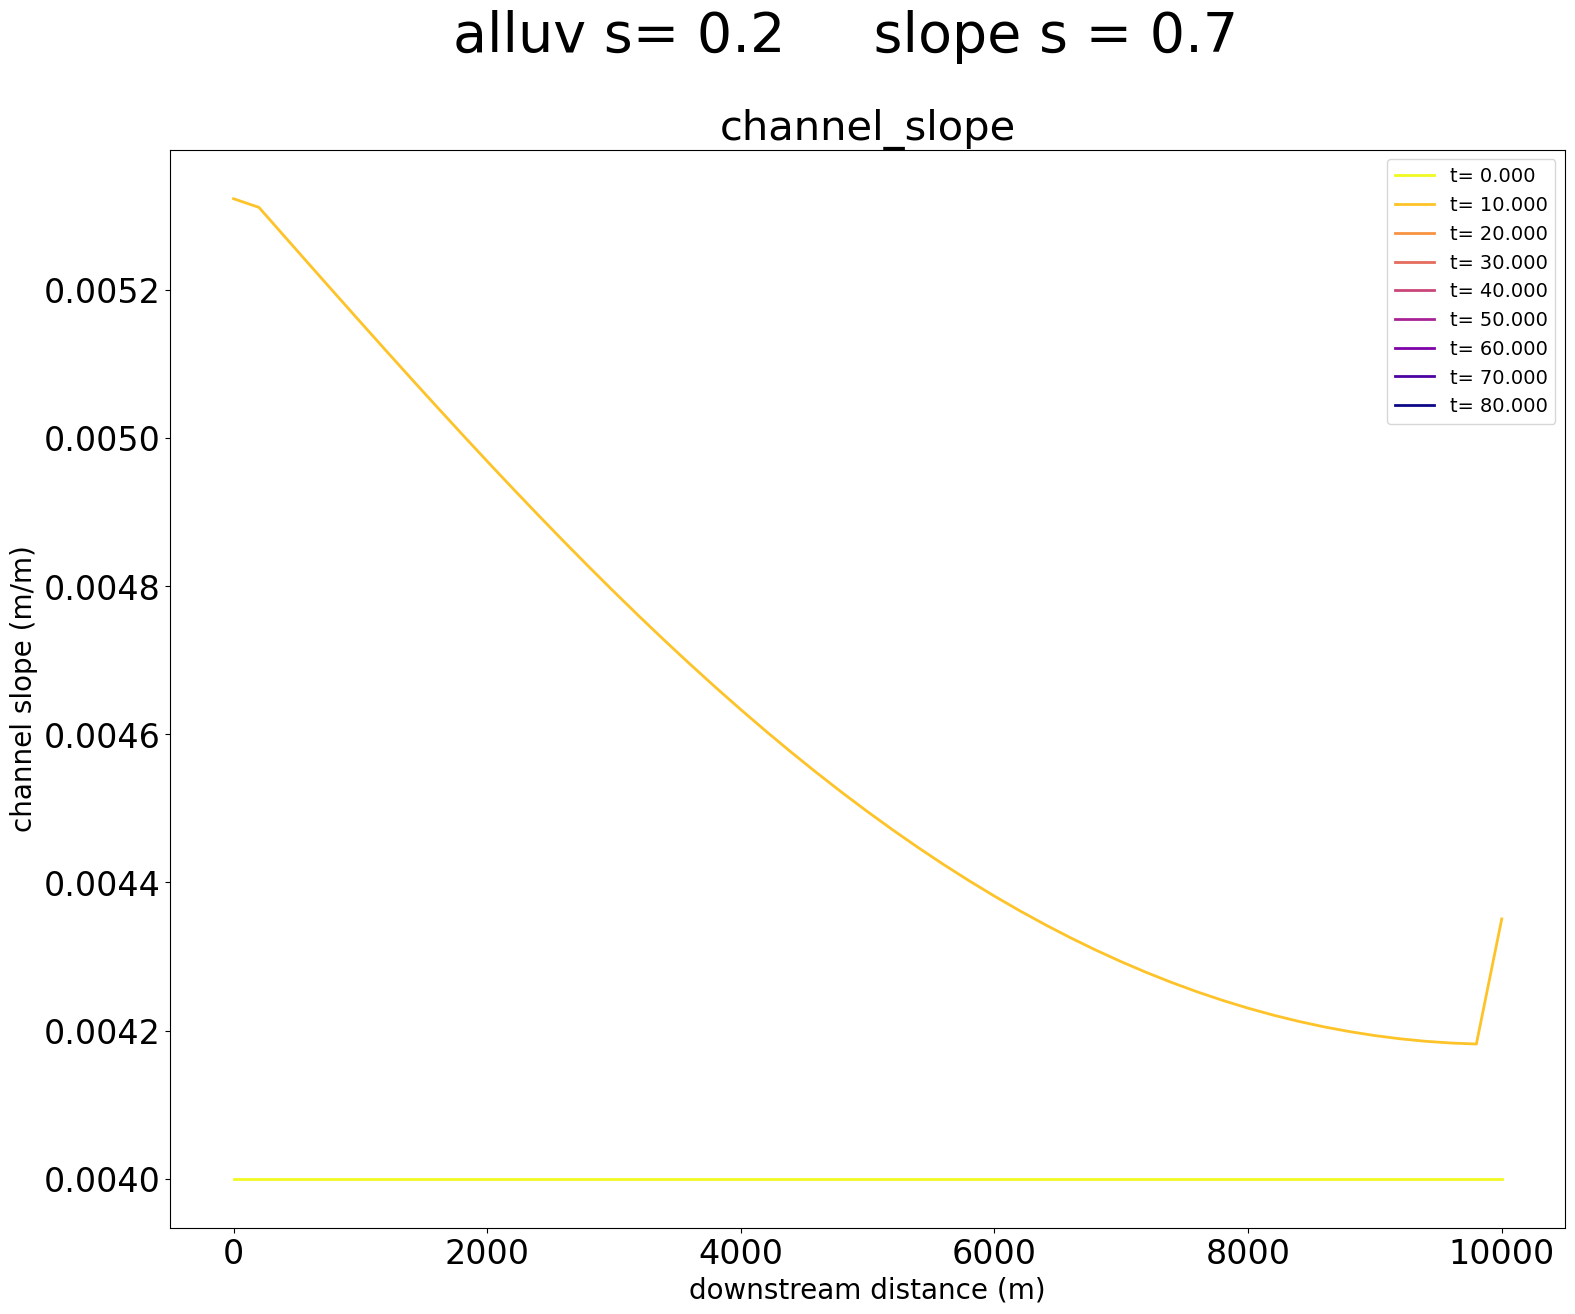 alluv s= 0.2 slope s = 0.7
channel_slope
t= 0.000
t= 10.000
t= 20.000
t= 30.000
t= 40.000
t= 50.000
t= 60.000
t= 70.000
t= 80.000
channel slope (m/m)
0.0052
0.0050
0.0048
0.0046
0.0044
0.0042
0.0040
0 2000 4000 6000 8000 10000
downstream distance (m)